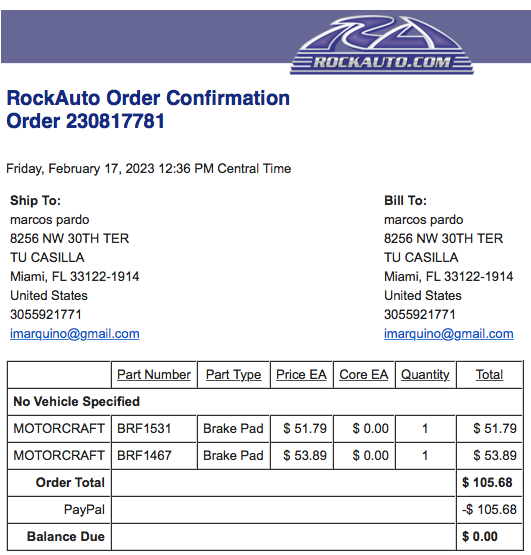 RA
ROCKAUTO.COM
RockAuto Order Confirmation
Order 230817781
Friday, February 17, 2023 12:36 PM Central Time
Ship To: Bill To:
marcos pardo marcos pardo
8256 NW 30TH TER 8256 NW 30TH TER
TU CASILLA TU CASILLA
Miami, FL 33122-1914 Miami, FL 33122-1914
United States United States
3055921771 3055921771
imarquino@gmail.com imarquino@gmail.com
Part Number Part Type Price EA Core EA Quantity Total
No Vehicle Specified
MOTORCRAFT BRF1531 Brake Pad $ 51.79 $ 0.00 1 $ 51.79
MOTORCRAFT BRF1467 Brake Pad $ 53.89 $ 0.00 1 $ 53.89
Order Total $ 105.68
PayPal -$ 105.68
Balance Due $ 0.00